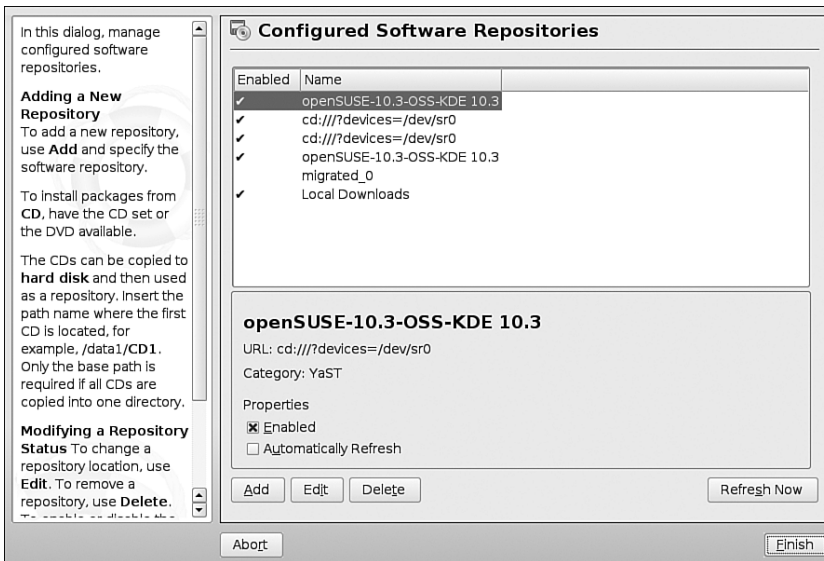 In this dialog, manage
configured software
repositories.
Adding a New
Repository
To add a new repository,
use Add and specify the
software repository.
To install packages from
CD, have the CD set or
the DVD available.
The CDs can be copied to
hard disk and then used
as a repository. Insert the
path name where the first
CD is located, for
example, /data1/CD1.
Only the base path is
required if all CDs are
copied into one directory.
Modifying a Repository
Status To change a
repository location, use
Edit. To remove a
repository, use Delete.
Configured Software Repositories
Enabled Name
✔ openSUSE-10.3-OSS-KDE 10.3
✔ cd:///?devices=/dev/sr0
✔ cd:///?devices=/dev/sr0
✔ openSUSE-10.3-OSS-KDE 10.3
migrated_0
✔ Local Downloads
openSUSE-10.3-OSS-KDE 10.3
URL: cd:///?devices=/dev/sr0
Category: YaST
Properties
Enabled
Automatically Refresh
Add Edit Delete Refresh Now
Abort Finish